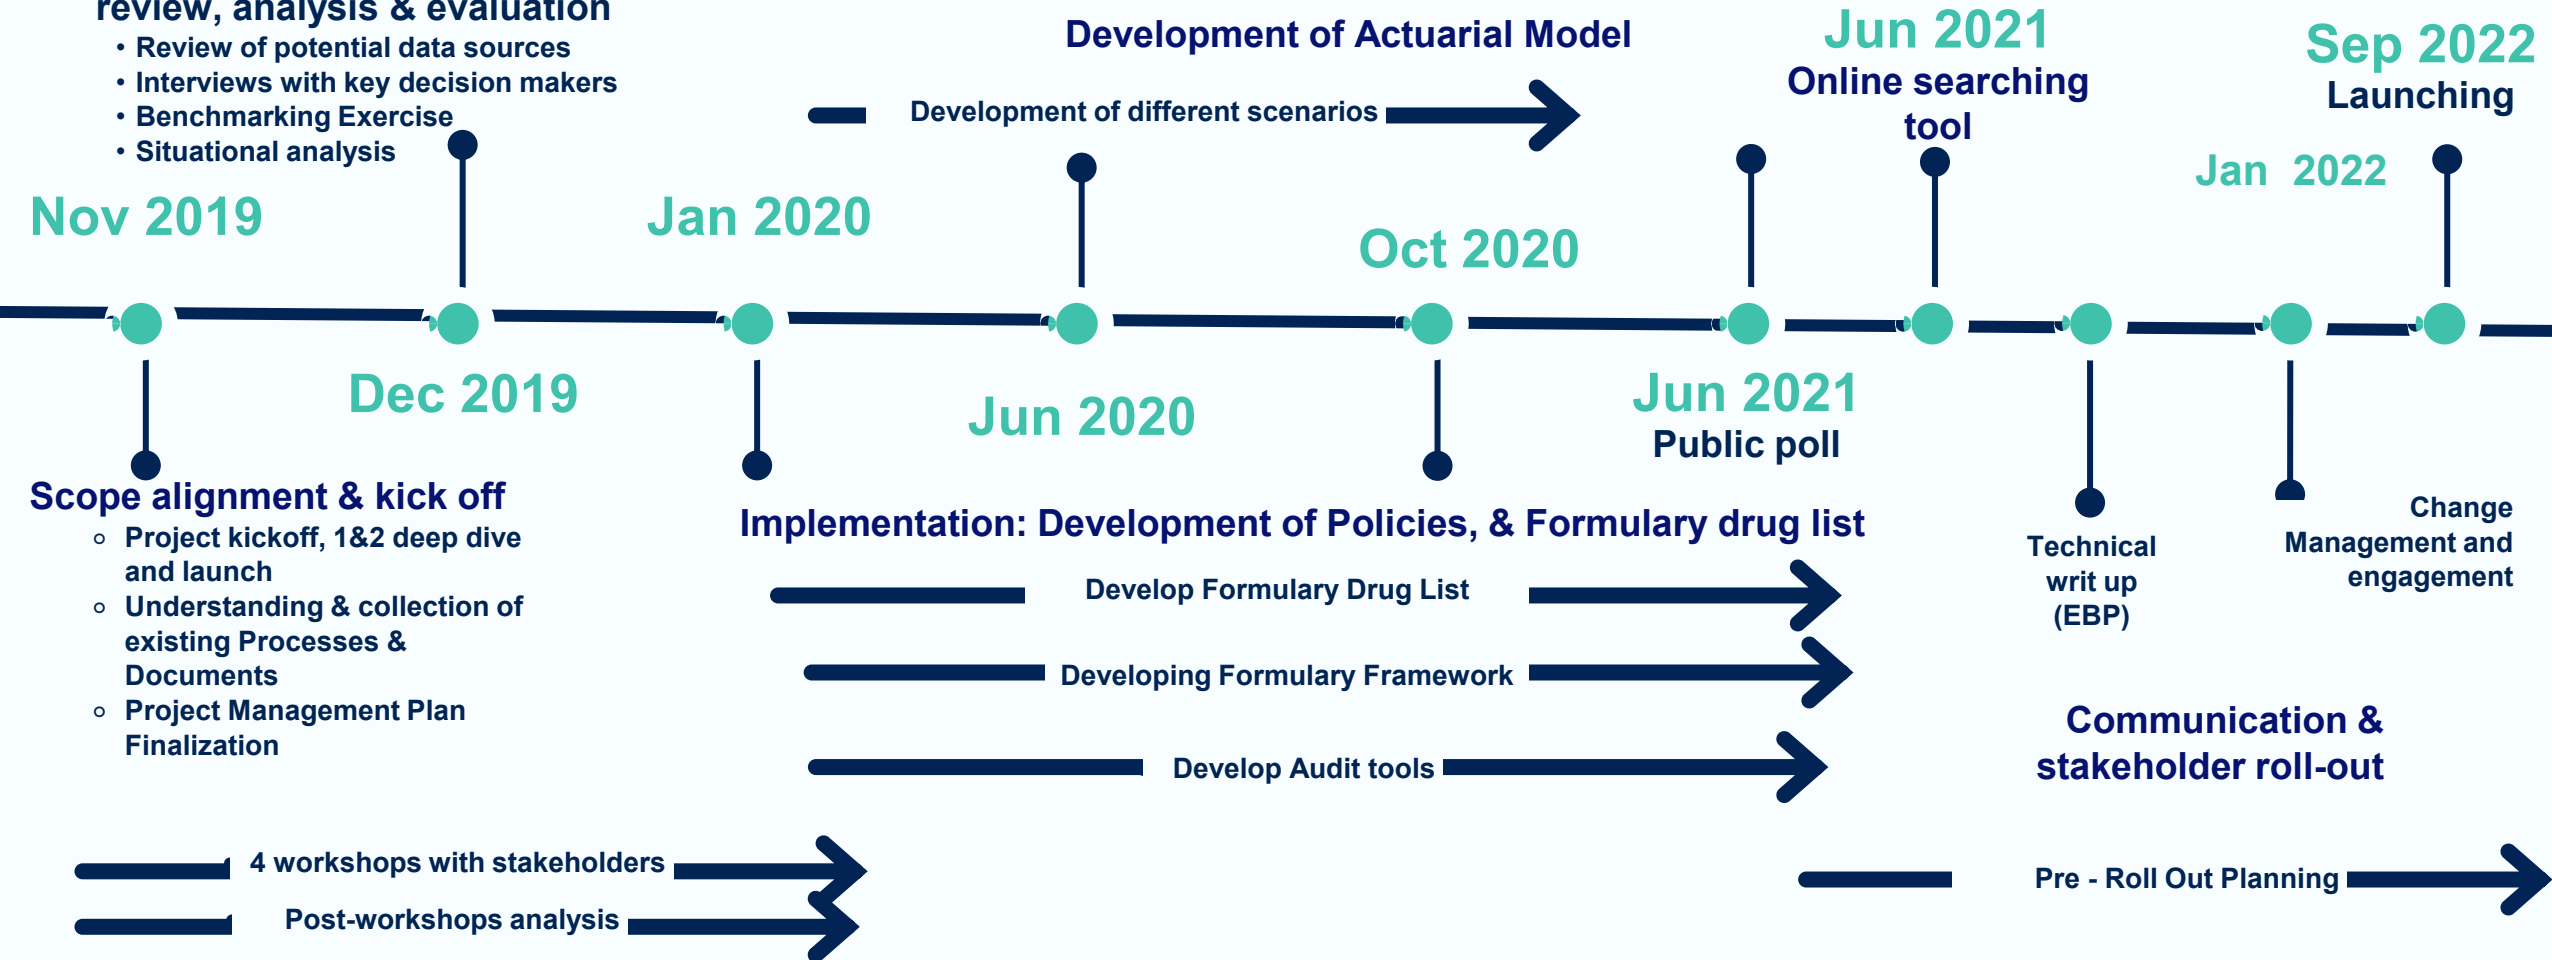 review, analysis & evaluation
• Review of potential data sources
• Interviews with key decision makers
• Benchmarking Exercise
• Situational analysis
Development of Actuarial Model
Development of different scenarios
Jun 2021
Online searching
tool
Sep 2022
Launching
Jan 2022
Nov 2019
Jan 2020
Oct 2020
Dec 2019
Jun 2020
Jun 2021
Public poll
Scope alignment & kick off
○ Project kickoff, 1&2 deep dive
and launch
○ Understanding & collection of
existing Processes &
Documents
○ Project Management Plan
Finalization
Implementation: Development of Policies, & Formulary drug list
Develop Formulary Drug List
Developing Formulary Framework
Develop Audit tools
Technical
writ up
(EBP)
Change
Management and
engagement
Communication &
stakeholder roll-out
4 workshops with stakeholders
Post-workshops analysis
Pre - Roll Out Planning